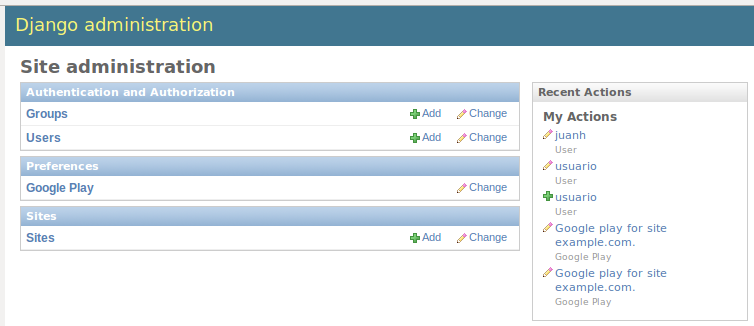 Django administration
Site administration
Authentication and Authorization
Groups Add Change
Users Add Change
Preferences
Google Play Change
Sites
Sites Add Change
Recent Actions
My Actions
juanh
User
usuario
User
usuario
User
Google play for site
example.com.
Google Play
Google play for site
example.com.
Google Play